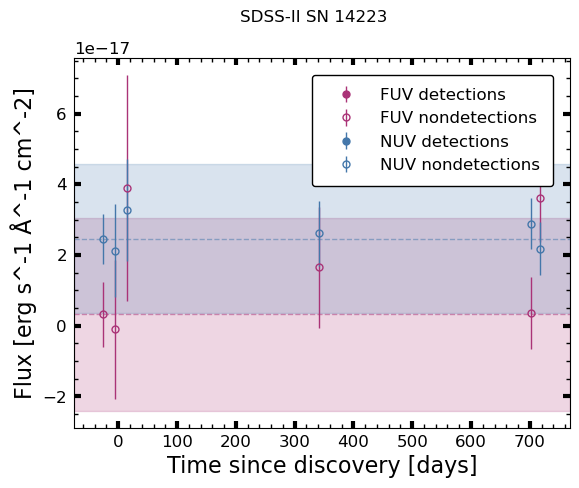 SDSS-II SN 14223
1e−17
FUV detections
FUV nondetections
NUV detections
NUV nondetections
6
4
2
0
−2
Flux [erg s^-1 Å^-1 cm^-2]
0 100 200 300 400 500 600 700
Time since discovery [days]